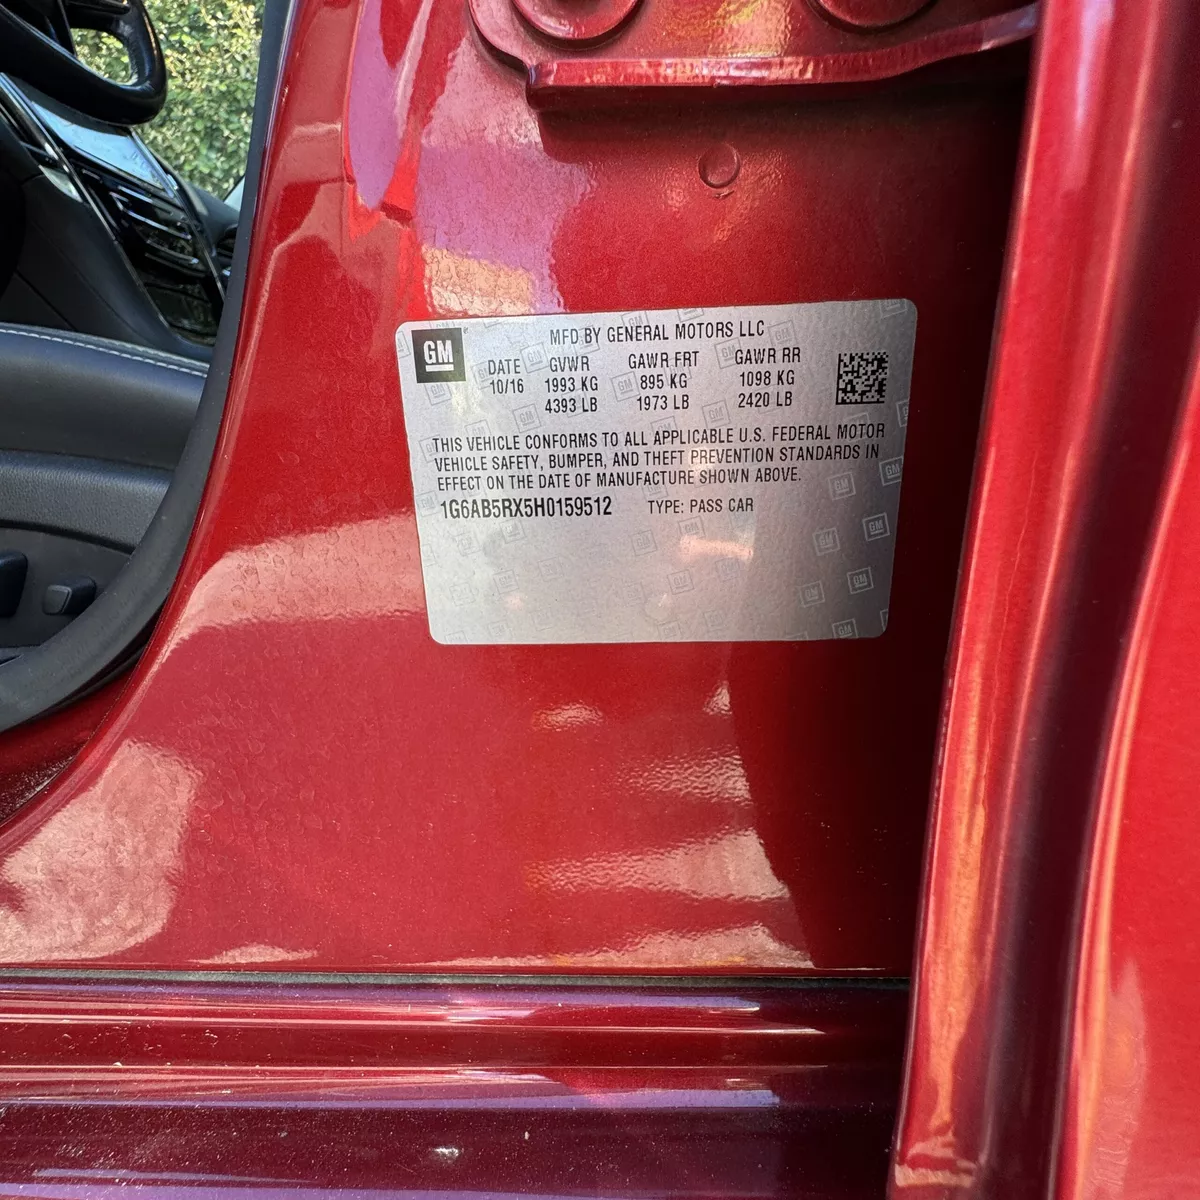 GM
MFD BY GENERAL MOTORS LLC
DATE GVWR GAWR FRT GAWR RR
10/16 1993 KG 895 KG 1098 KG
4393 LB 1973 LB 2420 LB
THIS VEHICLE CONFORMS TO ALL APPLICABLE U.S. FEDERAL MOTOR
VEHICLE SAFETY, BUMPER, AND THEFT PREVENTION STANDARDS IN
EFFECT ON THE DATE OF MANUFACTURE SHOWN ABOVE.
1G6AB5RX5H0159512 TYPE: PASS CAR